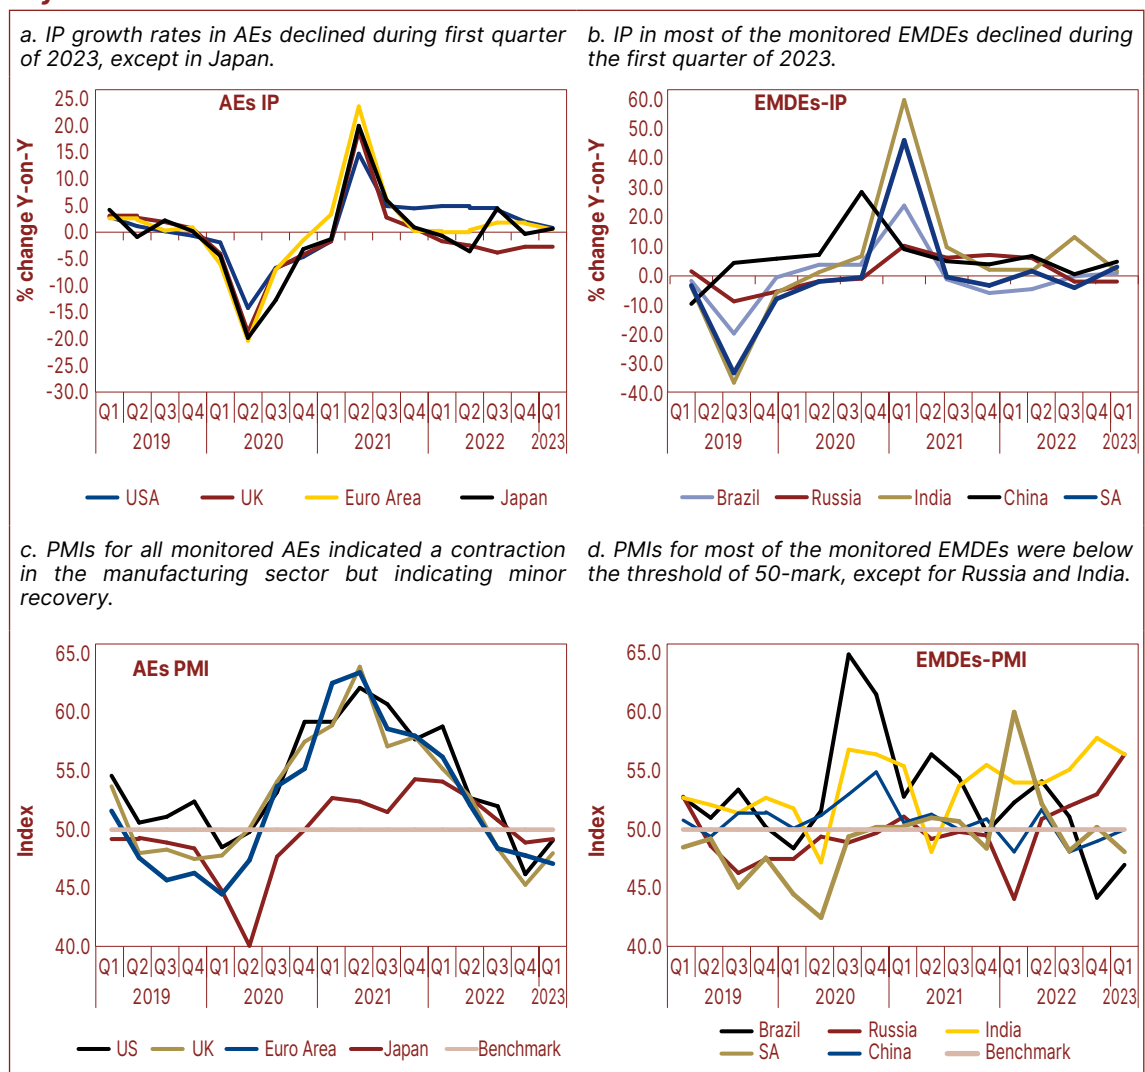 a. IP growth rates in AEs declined during first quarter
of 2023, except in Japan.
AEs IP
% change Y-on-Y
25.0
20.0
15.0
10.0
5.0
0.0
-5.0
-10.0
-15.0
-20.0
25.0
-30.0
Q1 Q2 Q3 Q4 Q1 Q2 Q3 Q4 Q1 Q2 Q3 Q4 Q1 Q2 Q3 Q4 Q1
2019 2020 2021 2022 2023
USA UK Euro Area Japan
b. IP in most of the monitored EMDEs declined during
the first quarter of 2023.
EMDEs-IP
% change Y-on-Y
60.0
50.0
40.0
30.0
20.0
10.0
0.0
-10.0
-20.0
-30.0
-40.0
Q1 Q2 Q3 Q4 Q1 Q2 Q3 Q4 Q1 Q2 Q3 Q4 Q1 Q2 Q3 Q4 Q1
2019 2020 2021 2022 2023
Brazil Russia India China SA
c. PMIs for all monitored AEs indicated a contraction
in the manufacturing sector but indicating minor
recovery.
AEs PMI
Index
65.0
60.0
55.0
50.0
45.0
40.0
Q1 Q2 Q3 Q4 Q1 Q2 Q3 Q4 Q1 Q2 Q3 Q4 Q1 Q2 Q3 Q4 Q1
2019 2020 2021 2022 2023
US UK Euro Area Japan Benchmark
d. PMIs for most of the monitored EMDEs were below
the threshold of 50-mark, except for Russia and India.
EMDEs-PMI
Index
65.0
60.0
55.0
50.0
45.0
40.0
Q1 Q2 Q3 Q4 Q1 Q2 Q3 Q4 Q1 Q2 Q3 Q4 Q1 Q2 Q3 Q4 Q1
2019 2020 2021 2022 2023
Brazil Russia India
SA China Benchmark